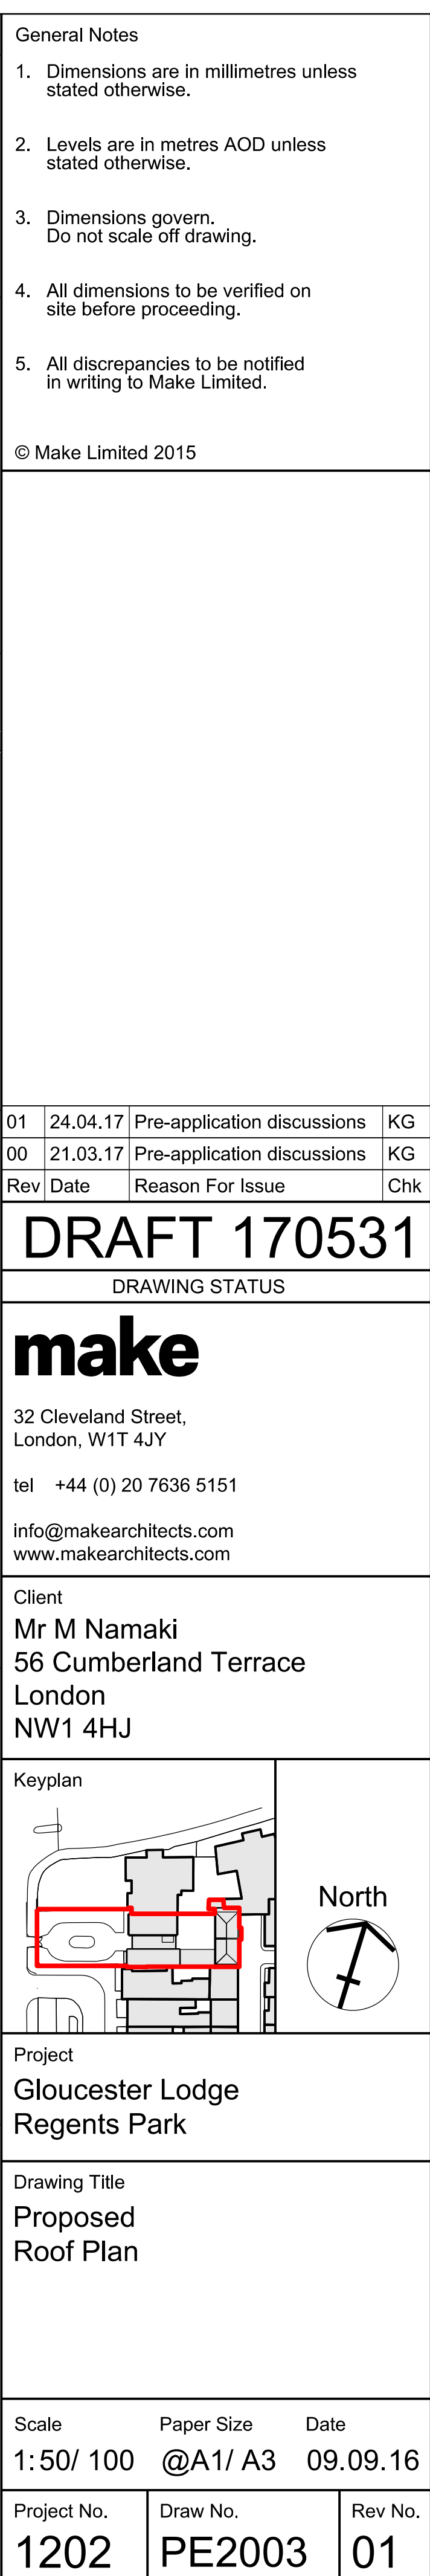 General Notes
1. Dimensions are in millimetres unless
stated otherwise.
2. Levels are in metres AOD unless
stated otherwise.
3. Dimensions govern.
Do not scale off drawing.
4. All dimensions to be verified on
site before proceeding.
5. All discrepancies to be notified
in writing to Make Limited.
© Make Limited 2015
01 24.04.17 Pre-application discussions KG
00 21.03.17 Pre-application discussions KG
Rev Date Reason For Issue Chk
DRAFT 170531
DRAWING STATUS
make
32 Cleveland Street,
London, W1T 4JY
tel +44 (0) 20 7636 5151
info@makearchitects.com
www.makearchitects.com
Client
Mr M Namaki
56 Cumberland Terrace
London
NW1 4HJ
Keyplan
North
Project
Gloucester Lodge
Regents Park
Drawing Title
Proposed
Roof Plan
Scale Paper Size Date
1:50/ 100 @A1/ A3 09.09.16
Project No. Draw No. Rev No.
1202 PE2003 01